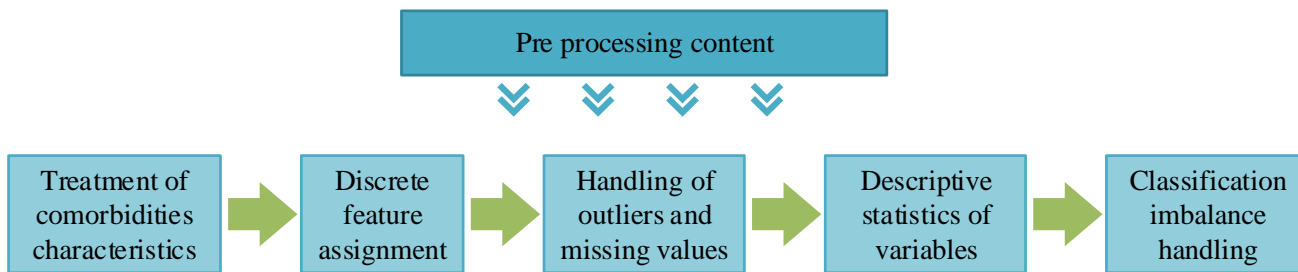 Pre processing content
Treatment of
comorbidities
characteristics
Discrete
feature
assignment
Handling of
outliers and
missing values
Descriptive
statistics of
variables
Classification
imbalance
handling